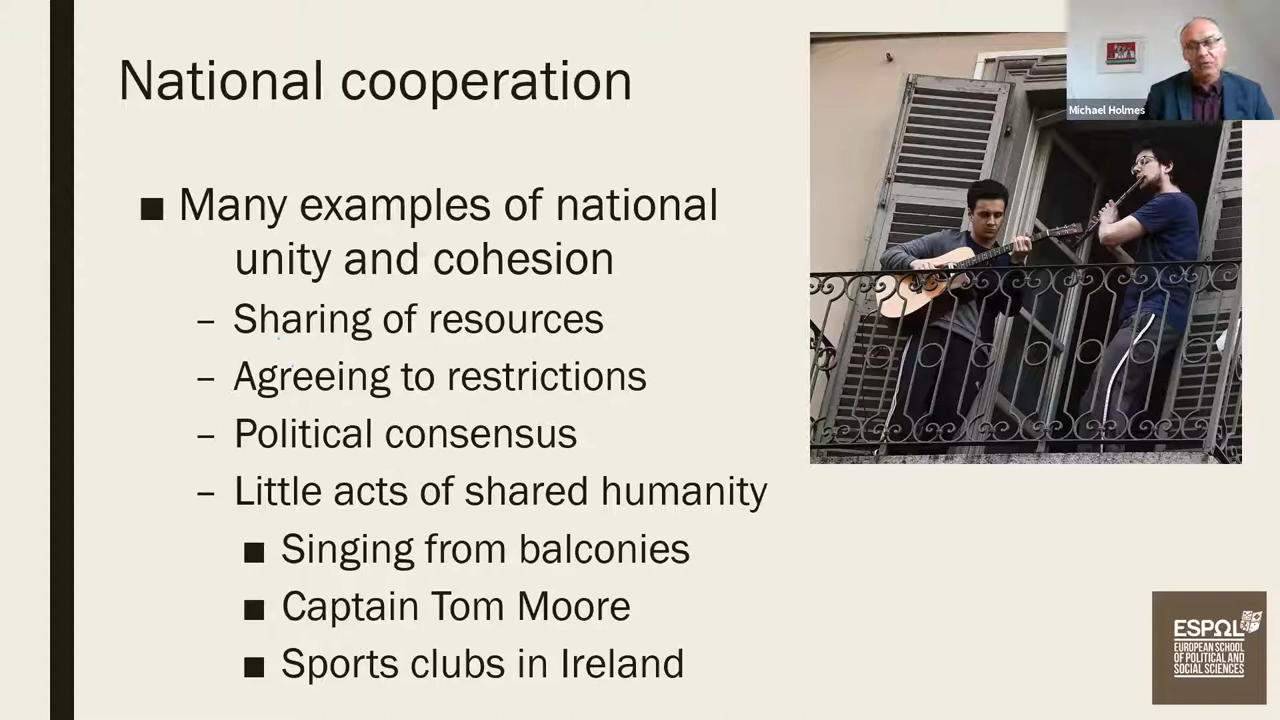 National cooperation
Michael Holmes
■ Many examples of national
unity and cohesion
– Sharing of resources
– Agreeing to restrictions
– Political consensus
– Little acts of shared humanity
■ Singing from balconies
■ Captain Tom Moore
■ Sports clubs in Ireland
ESPΩL
EUROPEAN SCHOOL
OF POLITICAL AND
SOCIAL SCIENCES